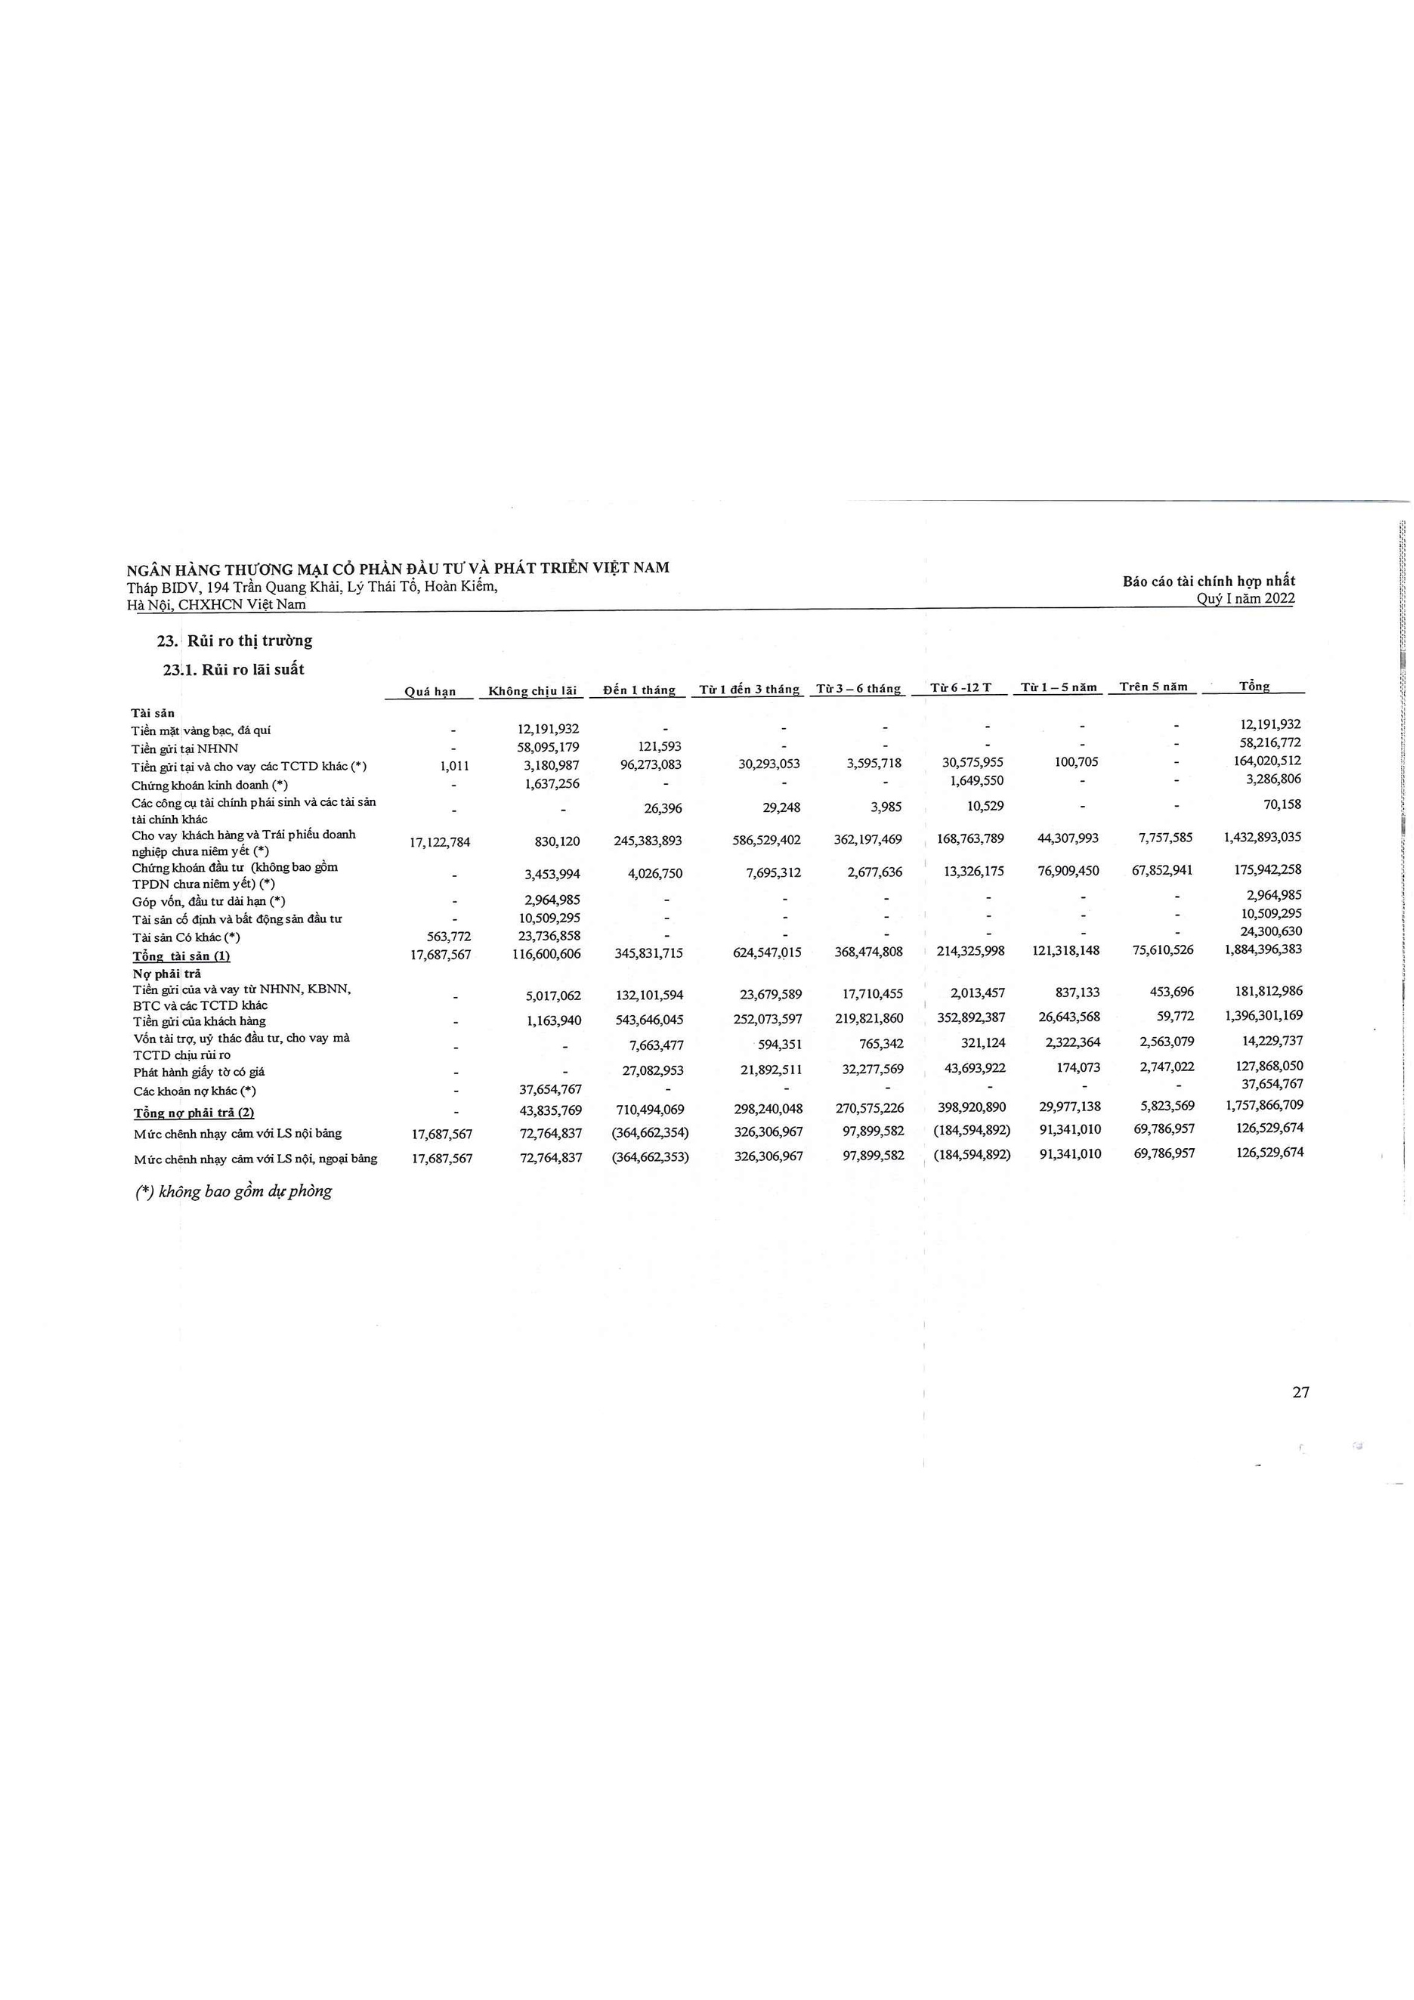 NGÂN HÀNG THƯƠNG MẠI CỔ PHẦN ĐẦU TƯ VÀ PHÁT TRIỂN VIỆT NAM
Tháp BIDV, 194 Trần Quang Khải, Lý Thái Tổ, Hoàn Kiếm,
Hà Nội, CHXHCN Việt Nam
Báo cáo tài chính hợp nhất
Quý I năm 2022
23. Rủi ro thị trường
23.1. Rủi ro lãi suất
Quá hạn Không chịu lãi Đến 1 tháng Từ 1 đến 3 tháng Từ 3 – 6 tháng Từ 6 -12 T Từ 1 – 5 năm Trên 5 năm Tổng
Tài sản
Tiền mặt vàng bạc, đá quí - 12,191,932 - - - - - - 12,191,932
Tiền gửi tại NHNN - 58,095,179 121,593 - - - - - 58,216,772
Tiền gửi tại và cho vay các TCTD khác (*) 1,011 3,180,987 96,273,083 30,293,053 3,595,718 30,575,955 100,705 - 164,020,512
Chứng khoán kinh doanh (*) - 1,637,256 - - - 1,649,550 - - 3,286,806
Các công cụ tài chính phái sinh và các tài sản
tài chính khác - - 26,396 29,248 3,985 10,529 - - 70,158
Cho vay khách hàng và Trái phiếu doanh
nghiệp chưa niêm yết (*) 17,122,784 830,120 245,383,893 586,529,402 362,197,469 168,763,789 44,307,993 7,757,585 1,432,893,035
Chứng khoán đầu tư (không bao gồm
TPDN chưa niêm yết) (*) - 3,453,994 4,026,750 7,695,312 2,677,636 13,326,175 76,909,450 67,852,941 175,942,258
Góp vốn, đầu tư dài hạn (*) - 2,964,985 - - - - - - 2,964,985
Tài sản cố định và bất động sản đầu tư - 10,509,295 - - - - - - 10,509,295
Tài sản Có khác (*) 563,772 23,736,858 - - - - - - 24,300,630
Tổng tài sản (1) 17,687,567 116,600,606 345,831,715 624,547,015 368,474,808 214,325,998 121,318,148 75,610,526 1,884,396,383
Nợ phải trả
Tiền gửi của và vay từ NHNN, KBNN,
BTC và các TCTD khác - 5,017,062 132,101,594 23,679,589 17,710,455 2,013,457 837,133 453,696 181,812,986
Tiền gửi của khách hàng - 1,163,940 543,646,045 252,073,597 219,821,860 352,892,387 26,643,568 59,772 1,396,301,169
Vốn tài trợ, uỷ thác đầu tư, cho vay mà
TCTD chịu rủi ro - - 7,663,477 594,351 765,342 321,124 2,322,364 2,563,079 14,229,737
Phát hành giấy tờ có giá - - 27,082,953 21,892,511 32,277,569 43,693,922 174,073 2,747,022 127,868,050
Các khoản nợ khác (*) - 37,654,767 - - - - - - 37,654,767
Tổng nợ phải trả (2) - 43,835,769 710,494,069 298,240,048 270,575,226 398,920,890 29,977,138 5,823,569 1,757,866,709
Mức chênh nhạy cảm với LS nội bảng 17,687,567 72,764,837 (364,662,354) 326,306,967 97,899,582 (184,594,892) 91,341,010 69,786,957 126,529,674
Mức chênh nhạy cảm với LS nội, ngoại bảng 17,687,567 72,764,837 (364,662,353) 326,306,967 97,899,582 (184,594,892) 91,341,010 69,786,957 126,529,674
(*) không bao gồm dự phòng
27